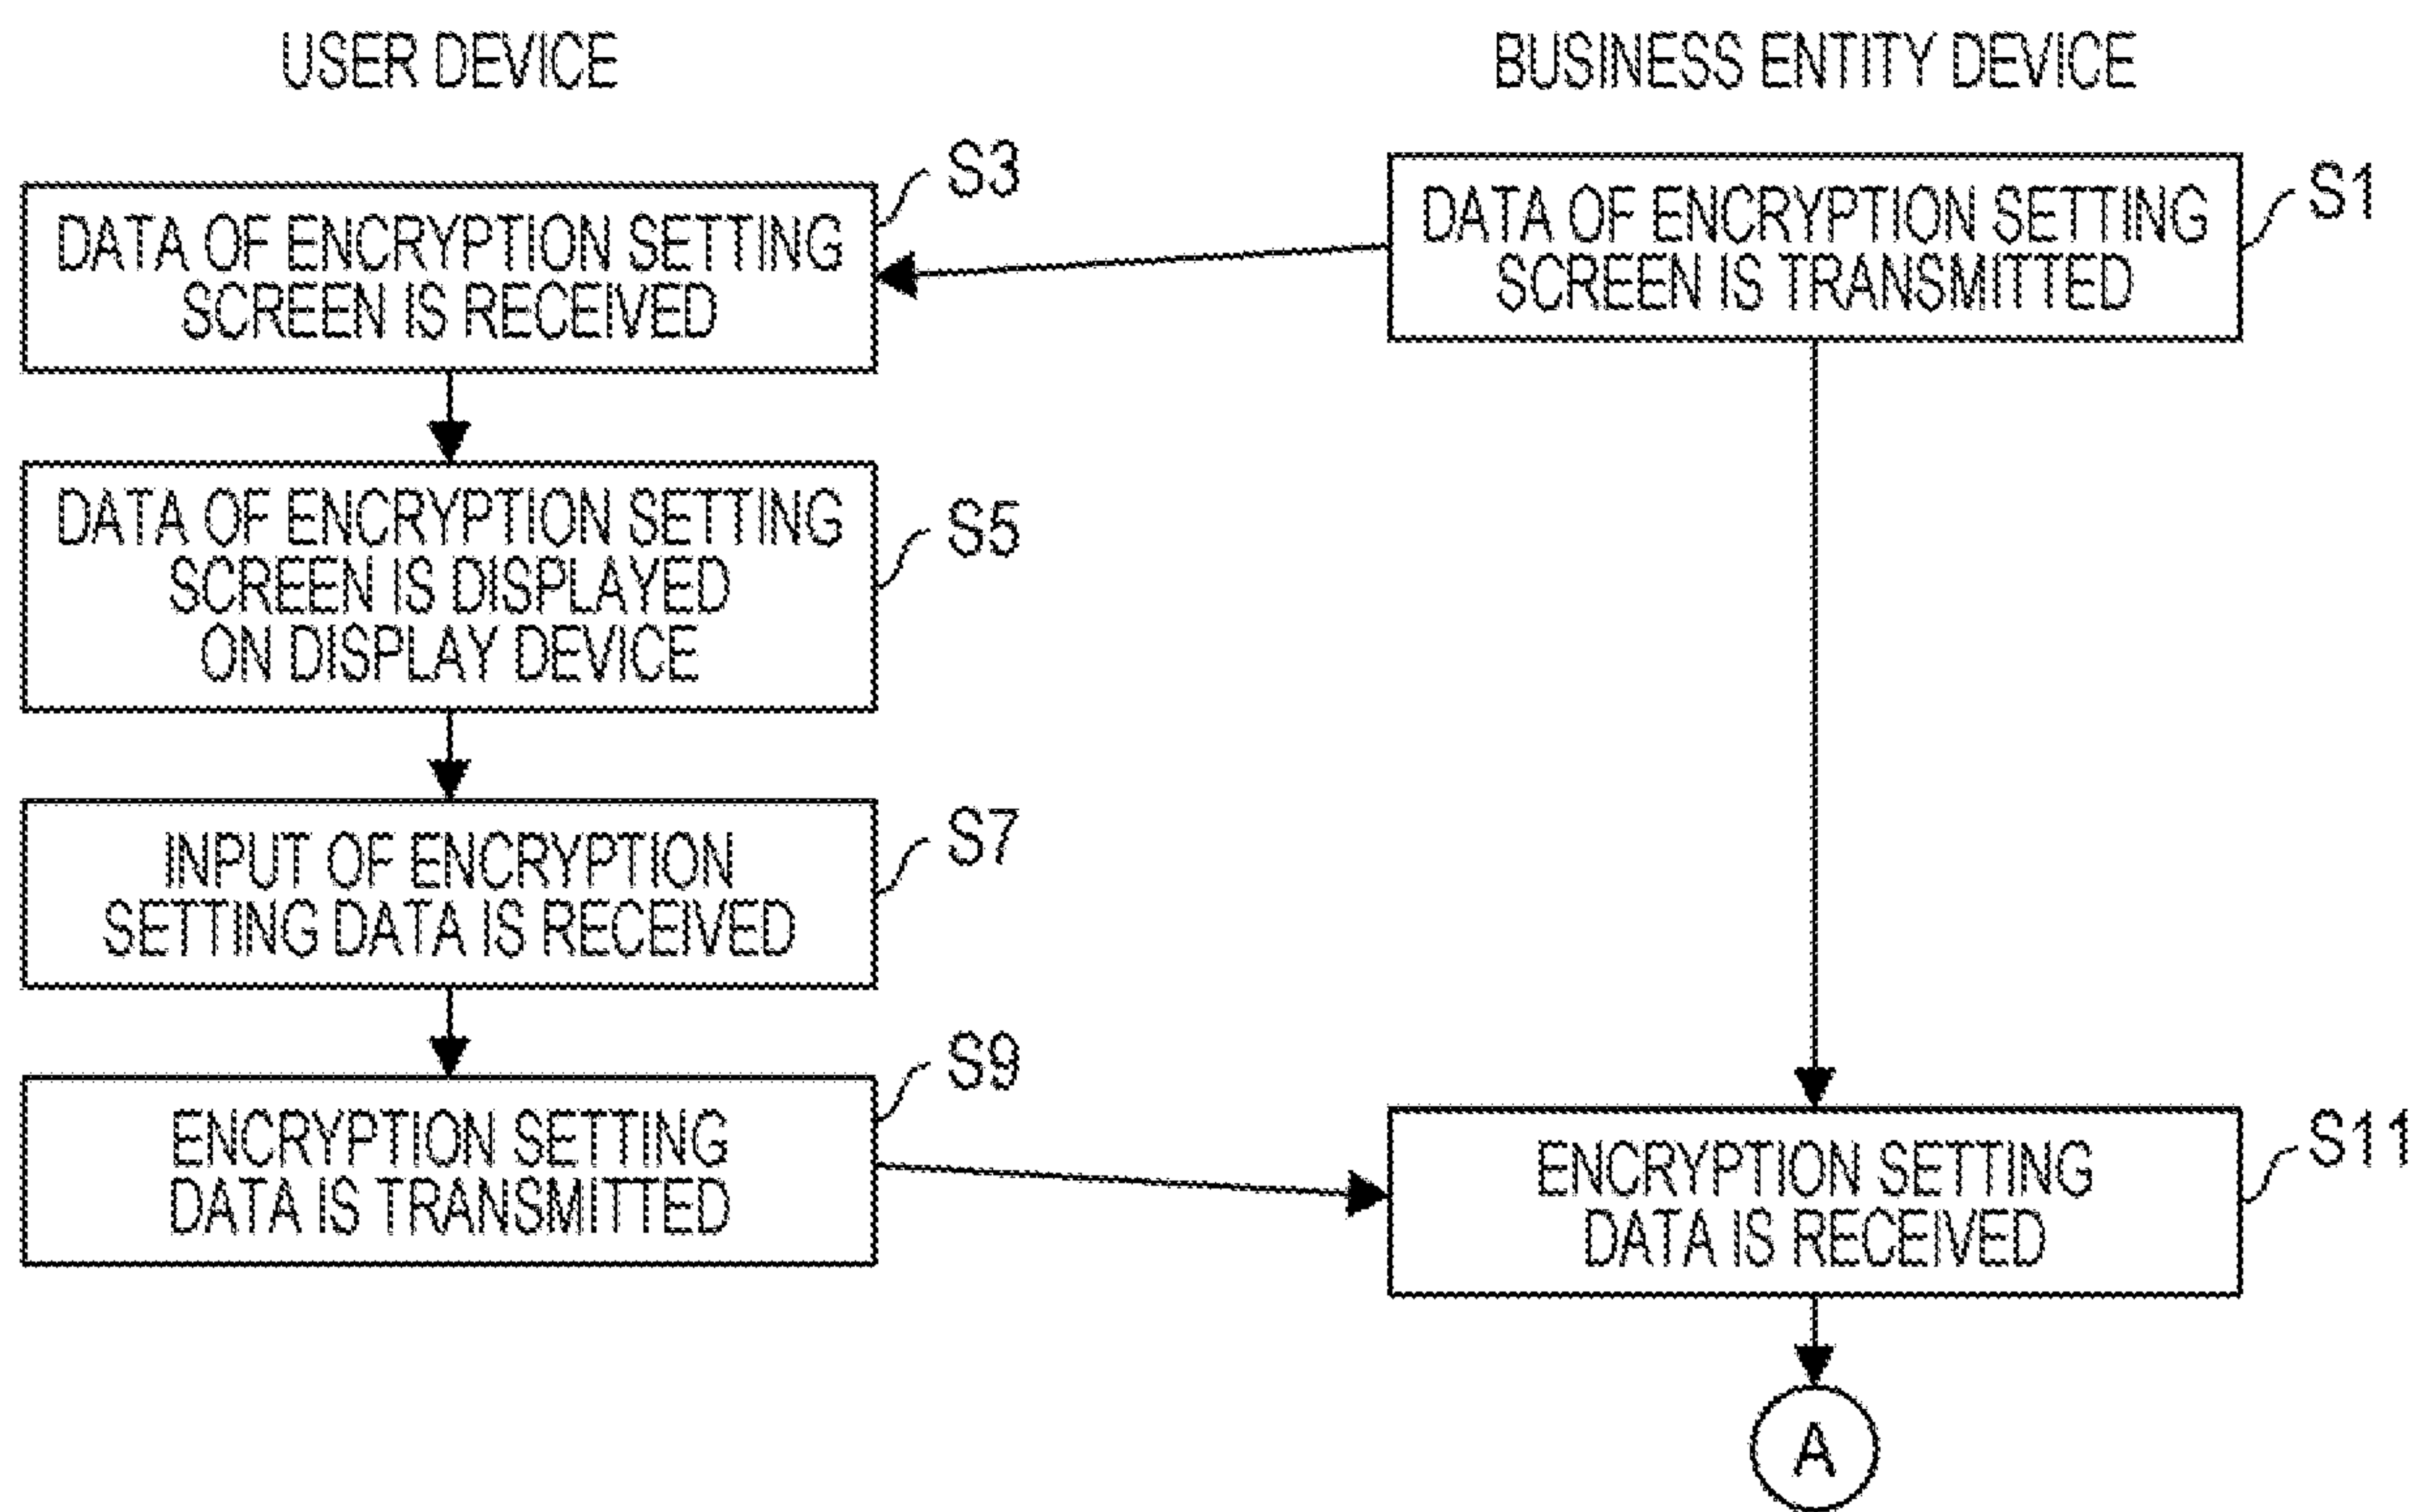 USER DEVICE
BUSINESS ENTITY DEVICE
S3
DATA OF ENCRYPTION SETTING
SCREEN IS RECEIVED
S1
DATA OF ENCRYPTION SETTING
SCREEN IS TRANSMITTED
S5
DATA OF ENCRYPTION SETTING
SCREEN IS DISPLAYED
ON DISPLAY DEVICE
S7
INPUT OF ENCRYPTION
SETTING DATA IS RECEIVED
S9
ENCRYPTION SETTING
DATA IS TRANSMITTED
S11
ENCRYPTION SETTING
DATA IS RECEIVED
A